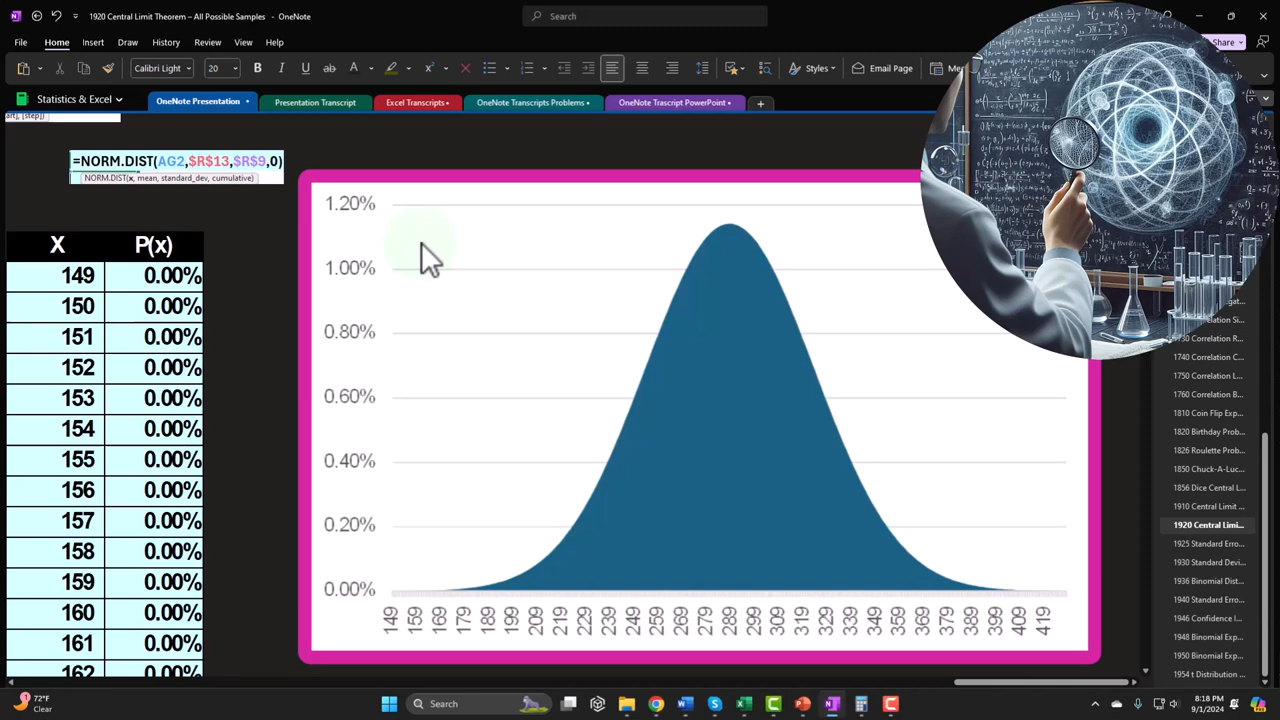 1920 Central Limit Theorem – All Possible Samples - OneNote
Search
File Home Insert Draw History Review View Help
Share
Calibri Light 20 B I U ab A Styles Email Page
Statistics & Excel
OneNote Presentation
Presentation Transcript
Excel Transcripts
OneNote Transcripts Problems
OneNote Trascript PowerPoint
art], [step])
=NORM.DIST(AG2,$R$13,$R$9,0)
NORM.DIST(x, mean, standard_dev, cumulative)
X P(x)
149 0.00%
150 0.00%
151 0.00%
152 0.00%
153 0.00%
154 0.00%
155 0.00%
156 0.00%
157 0.00%
158 0.00%
159 0.00%
160 0.00%
161 0.00%
162 0.00%
1.20%
1.00%
0.80%
0.60%
0.40%
0.20%
0.00%
149 159 169 179 189 199 209 219 229 239 249 259 269 279 289 299 309 319 329 339 349 359 369 379 389 399 409 419
1730 Correlation R...
1740 Correlation C...
1750 Correlation L...
1760 Correlation B...
1810 Coin Flip Exp...
1820 Birthday Prob...
1826 Roulette Prob...
1850 Chuck-A-Luc...
1856 Dice Central L...
1910 Central Limit ...
1920 Central Limi...
1925 Standard Erro...
1930 Standard Devi...
1936 Binomial Dist...
1940 Standard Erro...
1946 Confidence I...
1948 Binomial Exp...
1950 Binomial Exp...
1954 t Distribution ...
72°F
Clear
Search
8:18 PM
9/1/2024